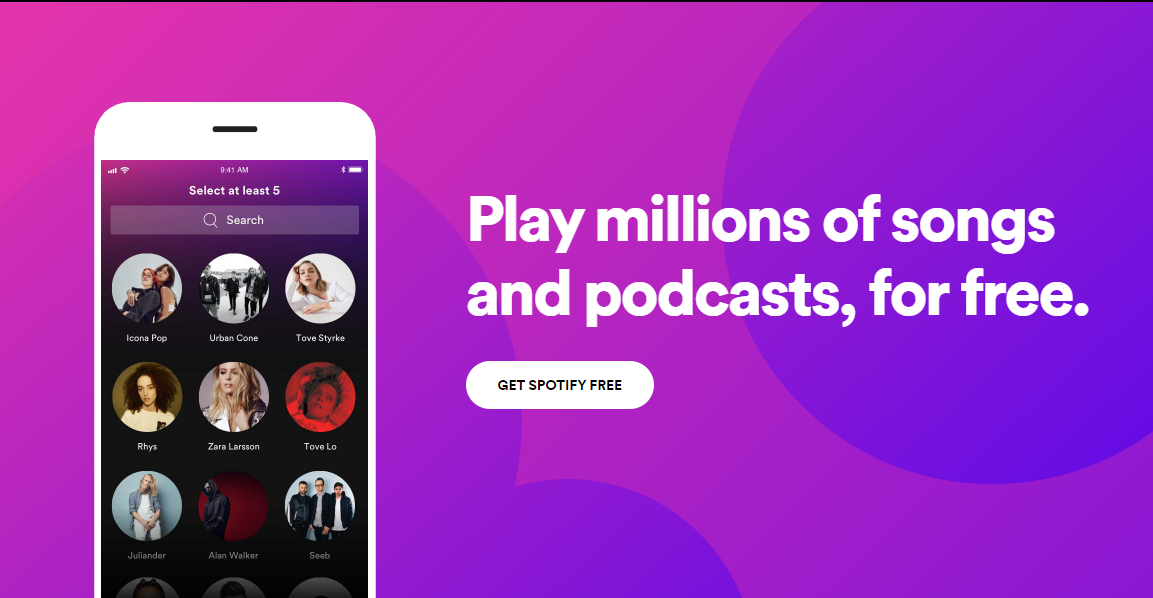 9:41 AM
Select at least 5
Search
Icona Pop
Urban Cone
Tove Styrke
Rhys
Zara Larsson
Tove Lo
Juliander
Alan Walker
Seeb
Play millions of songs
and podcasts, for free.
GET SPOTIFY FREE